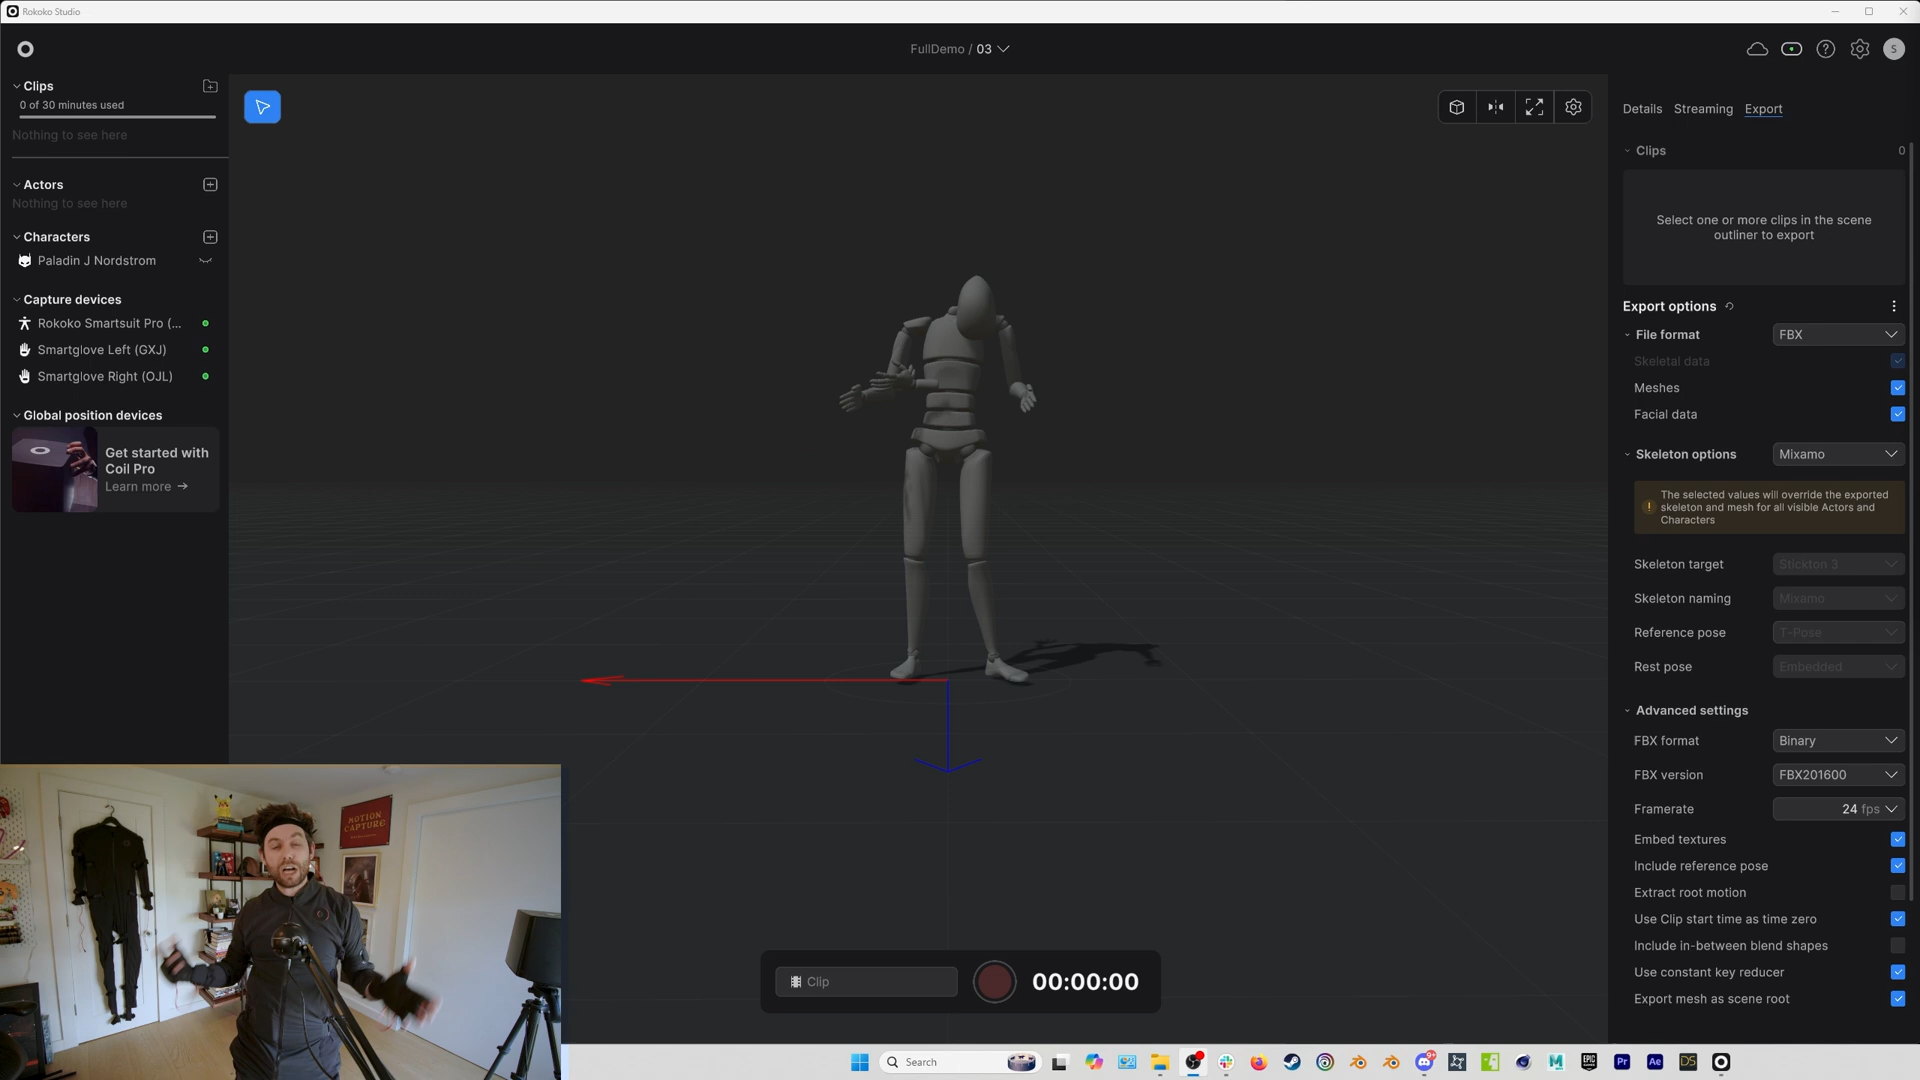 Rokoko Studio
FullDemo / 03
S
Clips
0 of 30 minutes used
Nothing to see here
Actors
Nothing to see here
Characters
Paladin J Nordstrom
Capture devices
Rokoko Smartsuit Pro (...
Smartglove Left (GXJ)
Smartglove Right (OJL)
Global position devices
Get started with
Coil Pro
Learn more →
Details Streaming Export
Clips 0
Select one or more clips in the scene
outliner to export
Export options
File format FBX
Skeletal data
Meshes
Facial data
Skeleton options Mixamo
The selected values will override the exported
skeleton and mesh for all visible Actors and
Characters
Skeleton target Stickton 3
Skeleton naming Mixamo
Reference pose T-Pose
Rest pose Embedded
Advanced settings
FBX format Binary
FBX version FBX201600
Framerate 24 fps
Embed textures
Include reference pose
Extract root motion
Use Clip start time as time zero
Include in-between blend shapes
Use constant key reducer
Export mesh as scene root
MOTION
CAPTURE
Clip 00:00:00
Search
9+
M
EPIC
Pr
Ae
DS